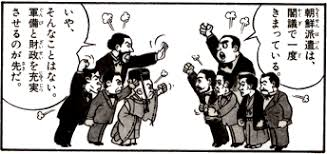 朝鮮派遣は、
閣議で一度
きまっている。
いや、
そんなことはない。
軍備と財政を充実
させるのが先だ。